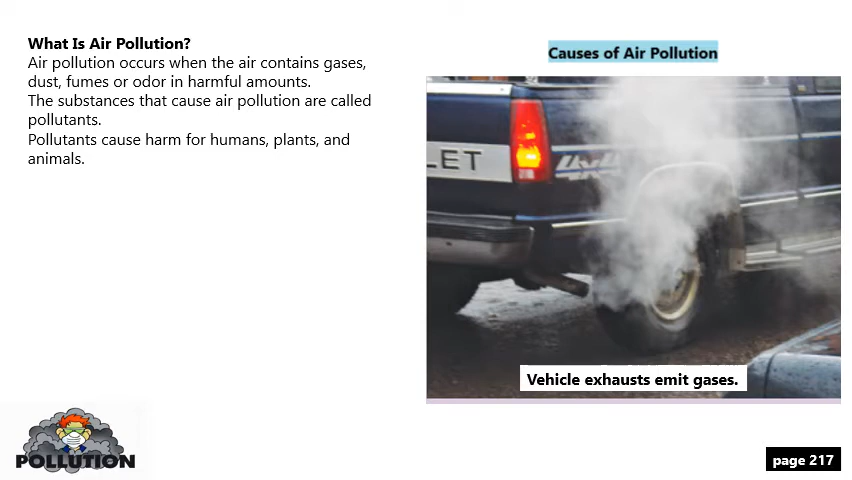 What Is Air Pollution?
Air pollution occurs when the air contains gases,
dust, fumes or odor in harmful amounts.
The substances that cause air pollution are called
pollutants.
Pollutants cause harm for humans, plants, and
animals.
Causes of Air Pollution
LET
4x4
Vehicle exhausts emit gases.
POLLUTION
page 217